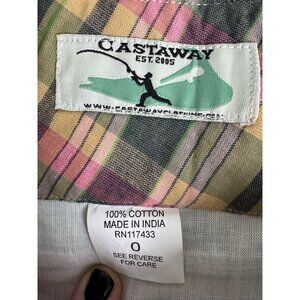 CASTAWAY
EST. 2005
WWW.CASTAWAYCLOTHING.COM
100% COTTON
MADE IN INDIA
RN117433
0
SEE REVERSE
FOR CARE